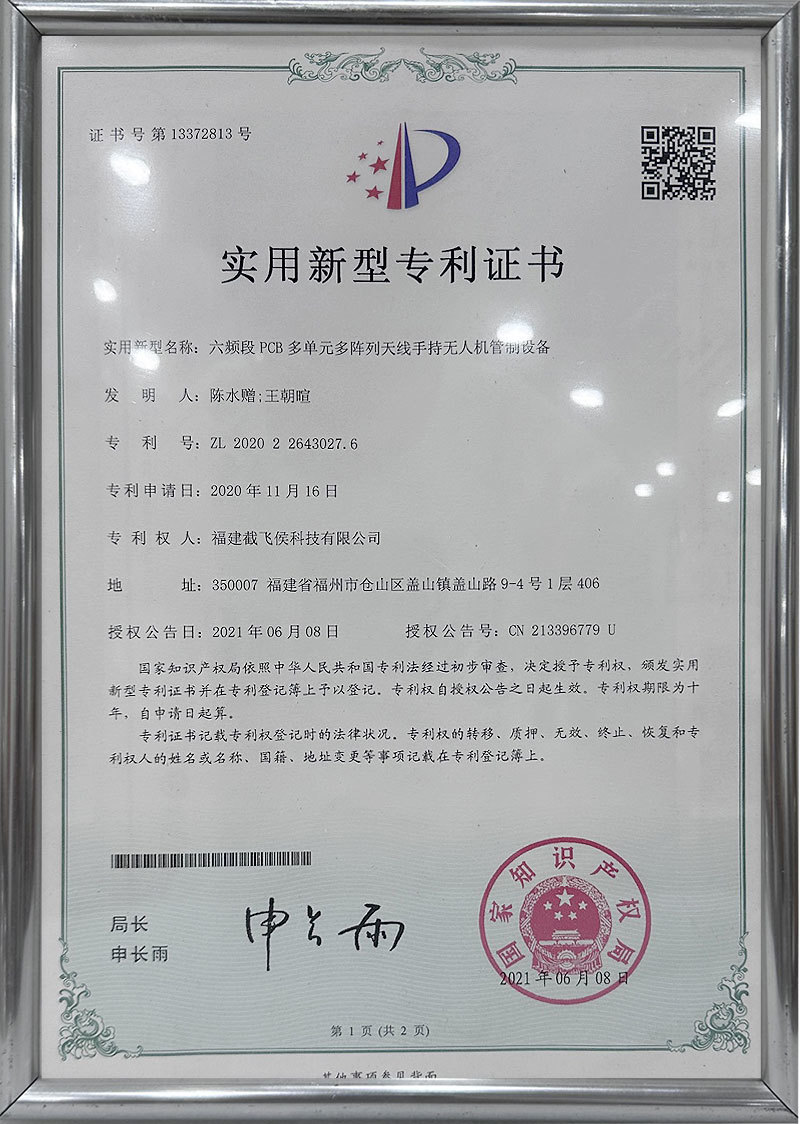 证书号第13372813号
实用新型专利证书
实用新型名称：六频段PCB多单元多阵列天线手持无人机管制设备
发明人：陈水赠;王朝暄
专利号：ZL 2020 2 2643027.6
专利申请日：2020年11月16日
专利权人：福建截飞侯科技有限公司
地址：350007 福建省福州市仓山区盖山镇盖山路9-4号1层406
授权公告日：2021年06月08日 授权公告号：CN 213396779 U
国家知识产权局依照中华人民共和国专利法经过初步审查，决定授予专利权，颁发实用
新型专利证书并在专利登记簿上予以登记。专利权自授权公告之日起生效。专利权期限为十
年，自申请日起算。
专利证书记载专利权登记时的法律状况。专利权的转移、质押、无效、终止、恢复和专
利权人的姓名或名称、国籍、地址变更等事项记载在专利登记簿上。
局长
申长雨
申长雨
国家知识产权局
2021年06月08日
第1页(共2页)
其他事项参见背面